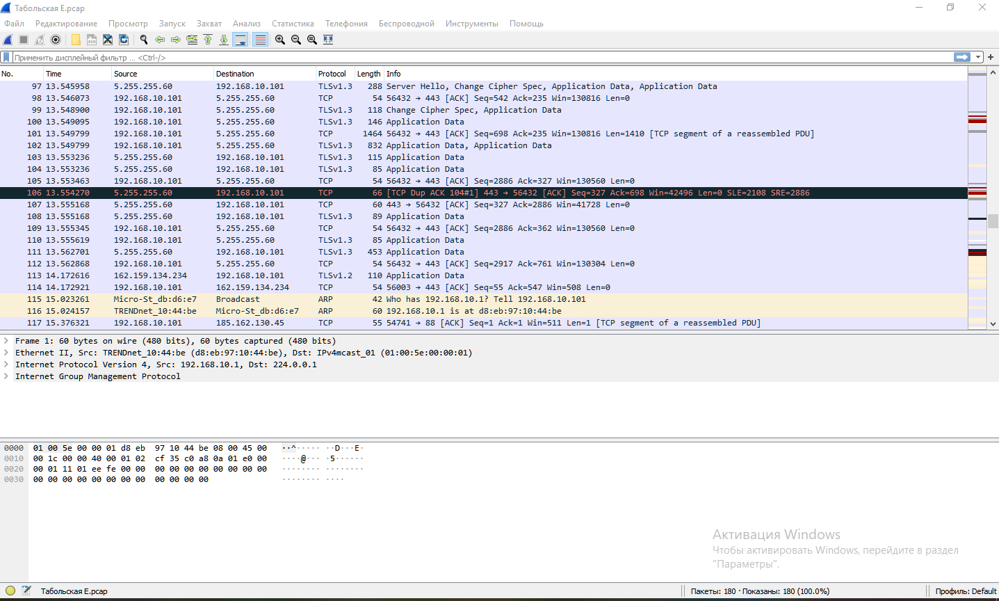 Табольская E.pcap
Файл Редактирование Просмотр Запуск Захват Анализ Статистика Телефония Беспроводной Инструменты Помощь
Применить дисплейный фильтр ... <Ctrl-/>
No. Time Source Destination Protocol Length Info
97 13.545958 5.255.255.60 192.168.10.101 TLSv1.3 288 Server Hello, Change Cipher Spec, Application Data, Application Data
98 13.546073 192.168.10.101 5.255.255.60 TCP 54 56432 → 443 [ACK] Seq=542 Ack=235 Win=130816 Len=0
99 13.548900 192.168.10.101 5.255.255.60 TLSv1.3 118 Change Cipher Spec, Application Data
100 13.549095 192.168.10.101 5.255.255.60 TLSv1.3 146 Application Data
101 13.549799 192.168.10.101 5.255.255.60 TCP 1464 56432 → 443 [ACK] Seq=698 Ack=235 Win=130816 Len=1410 [TCP segment of a reassembled PDU]
102 13.549799 192.168.10.101 5.255.255.60 TLSv1.3 832 Application Data, Application Data
103 13.553236 5.255.255.60 192.168.10.101 TLSv1.3 115 Application Data
104 13.553236 5.255.255.60 192.168.10.101 TLSv1.3 85 Application Data
105 13.553463 192.168.10.101 5.255.255.60 TCP 54 56432 → 443 [ACK] Seq=2886 Ack=327 Win=130560 Len=0
106 13.554270 5.255.255.60 192.168.10.101 TCP 66 [TCP Dup ACK 104#1] 443 → 56432 [ACK] Seq=327 Ack=698 Win=42496 Len=0 SLE=2108 SRE=2886
107 13.555168 5.255.255.60 192.168.10.101 TCP 60 443 → 56432 [ACK] Seq=327 Ack=2886 Win=41728 Len=0
108 13.555168 5.255.255.60 192.168.10.101 TLSv1.3 89 Application Data
109 13.555345 192.168.10.101 5.255.255.60 TCP 54 56432 → 443 [ACK] Seq=2886 Ack=362 Win=130560 Len=0
110 13.555619 192.168.10.101 5.255.255.60 TLSv1.3 85 Application Data
111 13.562701 5.255.255.60 192.168.10.101 TLSv1.3 453 Application Data
112 13.562868 192.168.10.101 5.255.255.60 TCP 54 56432 → 443 [ACK] Seq=2917 Ack=761 Win=130304 Len=0
113 14.172616 162.159.134.234 192.168.10.101 TLSv1.2 110 Application Data
114 14.172921 192.168.10.101 162.159.134.234 TCP 54 56003 → 443 [ACK] Seq=55 Ack=547 Win=508 Len=0
115 15.023261 Micro-St_db:d6:e7 Broadcast ARP 42 Who has 192.168.10.1? Tell 192.168.10.101
116 15.024157 TRENDnet_10:44:be Micro-St_db:d6:e7 ARP 60 192.168.10.1 is at d8:eb:97:10:44:be
117 15.376321 192.168.10.101 185.162.130.45 TCP 55 54741 → 88 [ACK] Seq=1 Ack=1 Win=511 Len=1 [TCP segment of a reassembled PDU]
Frame 1: 60 bytes on wire (480 bits), 60 bytes captured (480 bits)
Ethernet II, Src: TRENDnet_10:44:be (d8:eb:97:10:44:be), Dst: IPv4mcast_01 (01:00:5e:00:00:01)
Internet Protocol Version 4, Src: 192.168.10.1, Dst: 224.0.0.1
Internet Group Management Protocol
0000 01 00 5e 00 00 01 d8 eb 97 10 44 be 08 00 45 00 ··^····· ··D···E·
0010 00 1c 00 00 40 00 01 02 cf 35 c0 a8 0a 01 e0 00 ····@··· ·5······
0020 00 01 11 01 ee fe 00 00 00 00 00 00 00 00 00 00 ········ ········
0030 00 00 00 00 00 00 00 00 00 00 00 00 ········ ····
Активация Windows
Чтобы активировать Windows, перейдите в раздел
"Параметры".
Табольская E.pcap Пакеты: 180 · Показаны: 180 (100.0%) Профиль: Default